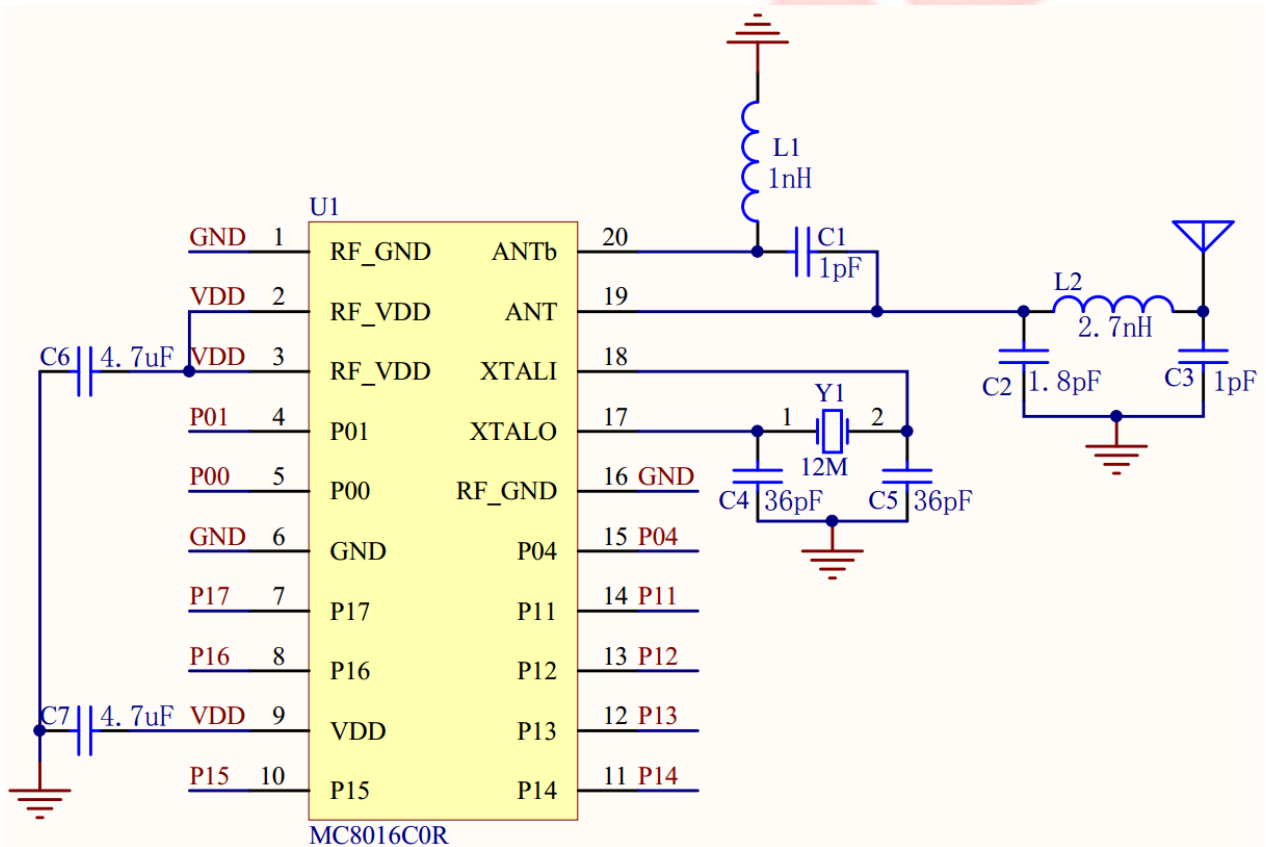 L1
1nH
U1
GND 1 RF_GND ANTb 20
C1
1pF
VDD 2 RF_VDD ANT 19
L2
2.7nH
C6 4.7uF VDD 3 RF_VDD XTALI 18
C2 1.8pF C3 1pF
P01 4 P01 XTALO 17
1 Y1 2
12M
P00 5 P00 RF_GND 16 GND
C4 36pF C5 36pF
GND 6 GND P04 15 P04
P17 7 P17 P11 14 P11
P16 8 P16 P12 13 P12
C7 4.7uF VDD 9 VDD P13 12 P13
P15 10 P15 P14 11 P14
MC8016C0R